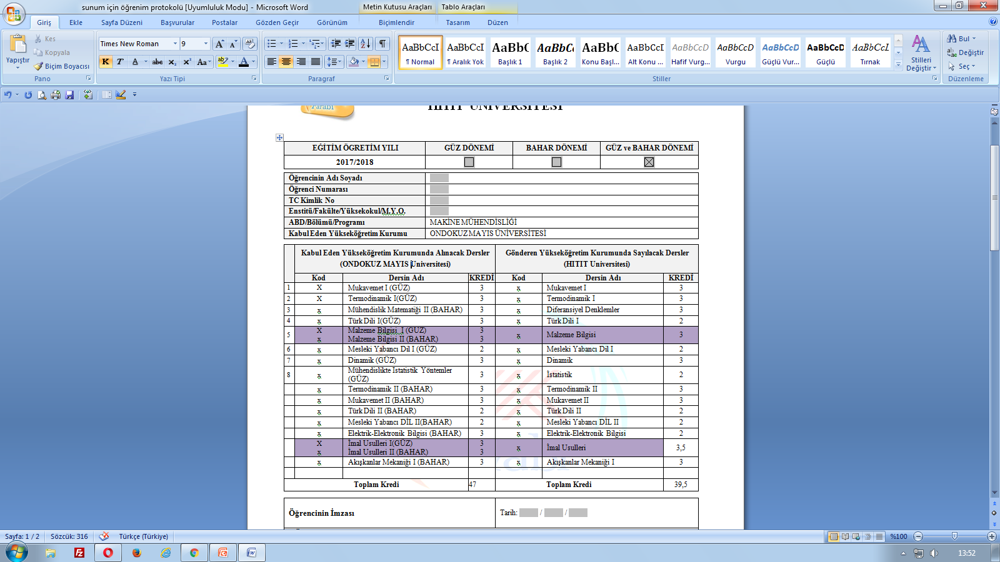 sunum için öğrenim protokolü [Uyumluluk Modu] - Microsoft Word
Metin Kutusu Araçları Tablo Araçları
Giriş Ekle Sayfa Düzeni Başvurular Postalar Gözden Geçir Görünüm Biçimlendir Tasarım Düzen
Yapıştır
Kes
Kopyala
Biçim Boyacısı
Pano
Times New Roman 9
K T A abc x₂ x² Aa
Yazı Tipi
Paragraf
AaBbCcI AaBbCcI AaBbC AaBbCc AaBbCc AaBbCcI AaBbCcD AaBbCcD AaBbCcD AaBbCcD AaBbCcI
¶ Normal ¶ Aralık Yok Başlık 1 Başlık 2 Konu Başl... Alt Konu ... Hafif Vurg... Vurgu Güçlü Vur... Güçlü Tırnak
Stiller
Stilleri Değiştir
Bul
Değiştir
Seç
Düzenleme
Farabi
HİTİT ÜNİVERSİTESİ
EĞİTİM ÖGRETİM YILI GÜZ DÖNEMİ BAHAR DÖNEMİ GÜZ ve BAHAR DÖNEMİ
2017/2018
Öğrencinin Adı Soyadı
Öğrenci Numarası
TC Kimlik No
Enstitü/Fakülte/Yüksekokul/M.Y.O.
ABD/Bölümü/Programı MAKİNE MÜHENDİSLİĞİ
Kabul Eden Yükseköğretim Kurumu ONDOKUZ MAYIS ÜNİVERSİTESİ
Kabul Eden Yükseköğretim Kurumunda Alınacak Dersler Gönderen Yükseköğretim Kurumunda Sayılacak Dersler
(ONDOKUZ MAYIS Universitesi) (HITIT Universitesi)
Kod Dersin Adı KREDİ Kod Dersin Adı KREDİ
1 X Mukavemet I (GÜZ) 3 x Mukavemet I 3
2 X Termodinamik I(GÜZ) 3 x Termodinamik I 3
3 x Mühendislik Matematiği II (BAHAR) 3 x Diferansiyel Denklemler 3
4 x Türk Dili I(GÜZ) 3 x Türk Dili I 2
5 X Malzeme Bilgisi I (GÜZ) 3 x Malzeme Bilgisi 3
x Malzeme Bilgisi II (BAHAR) 3
6 x Mesleki Yabancı Dil I (GÜZ) 2 x Mesleki Yabancı Dil I 2
7 x Dinamik (GÜZ) 3 x Dinamik 3
8 x Mühendislikte Istatistik Yöntemler (GÜZ) 3 x İstatistik 2
x Termodinamik II (BAHAR) 3 x Termodinamik II 3
x Mukavemet II (BAHAR) 3 x Mukavemet II 3
x Türk Dili II (BAHAR) 2 x Türk Dili II 2
x Mesleki Yabancı DİL II(BAHAR) 2 x Mesleki Yabancı DİL II 2
x Elektrik-Elektronik Bilgisi (BAHAR) 3 x Elektrik-Elektronik Bilgisi 2
X İmal Usulleri I(GÜZ) 3 x İmal Usulleri 3,5
x İmal Usulleri II (BAHAR) 3
x Akışkanlar Mekaniği I (BAHAR) 3 x Akışkanlar Mekaniği I 3
Toplam Kredi 47 Toplam Kredi 39,5
Öğrencinin İmzası Tarih: / /
Sayfa: 1 / 2 Sözcük: 316 Türkçe (Türkiye) %100
13:52